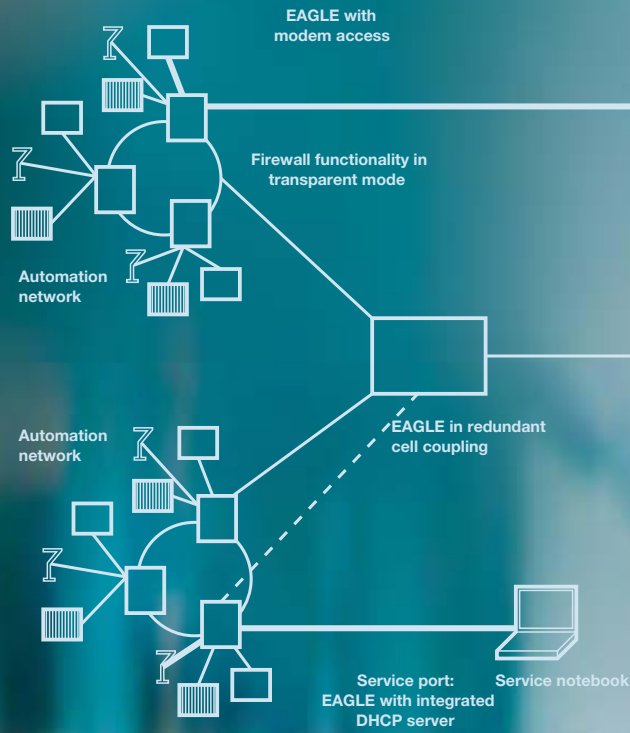 EAGLE with
modem access
Firewall functionality in
transparent mode
Automation
network
Automation
network
EAGLE in redundant
cell coupling
Service port:
EAGLE with integrated
DHCP server
Service notebook